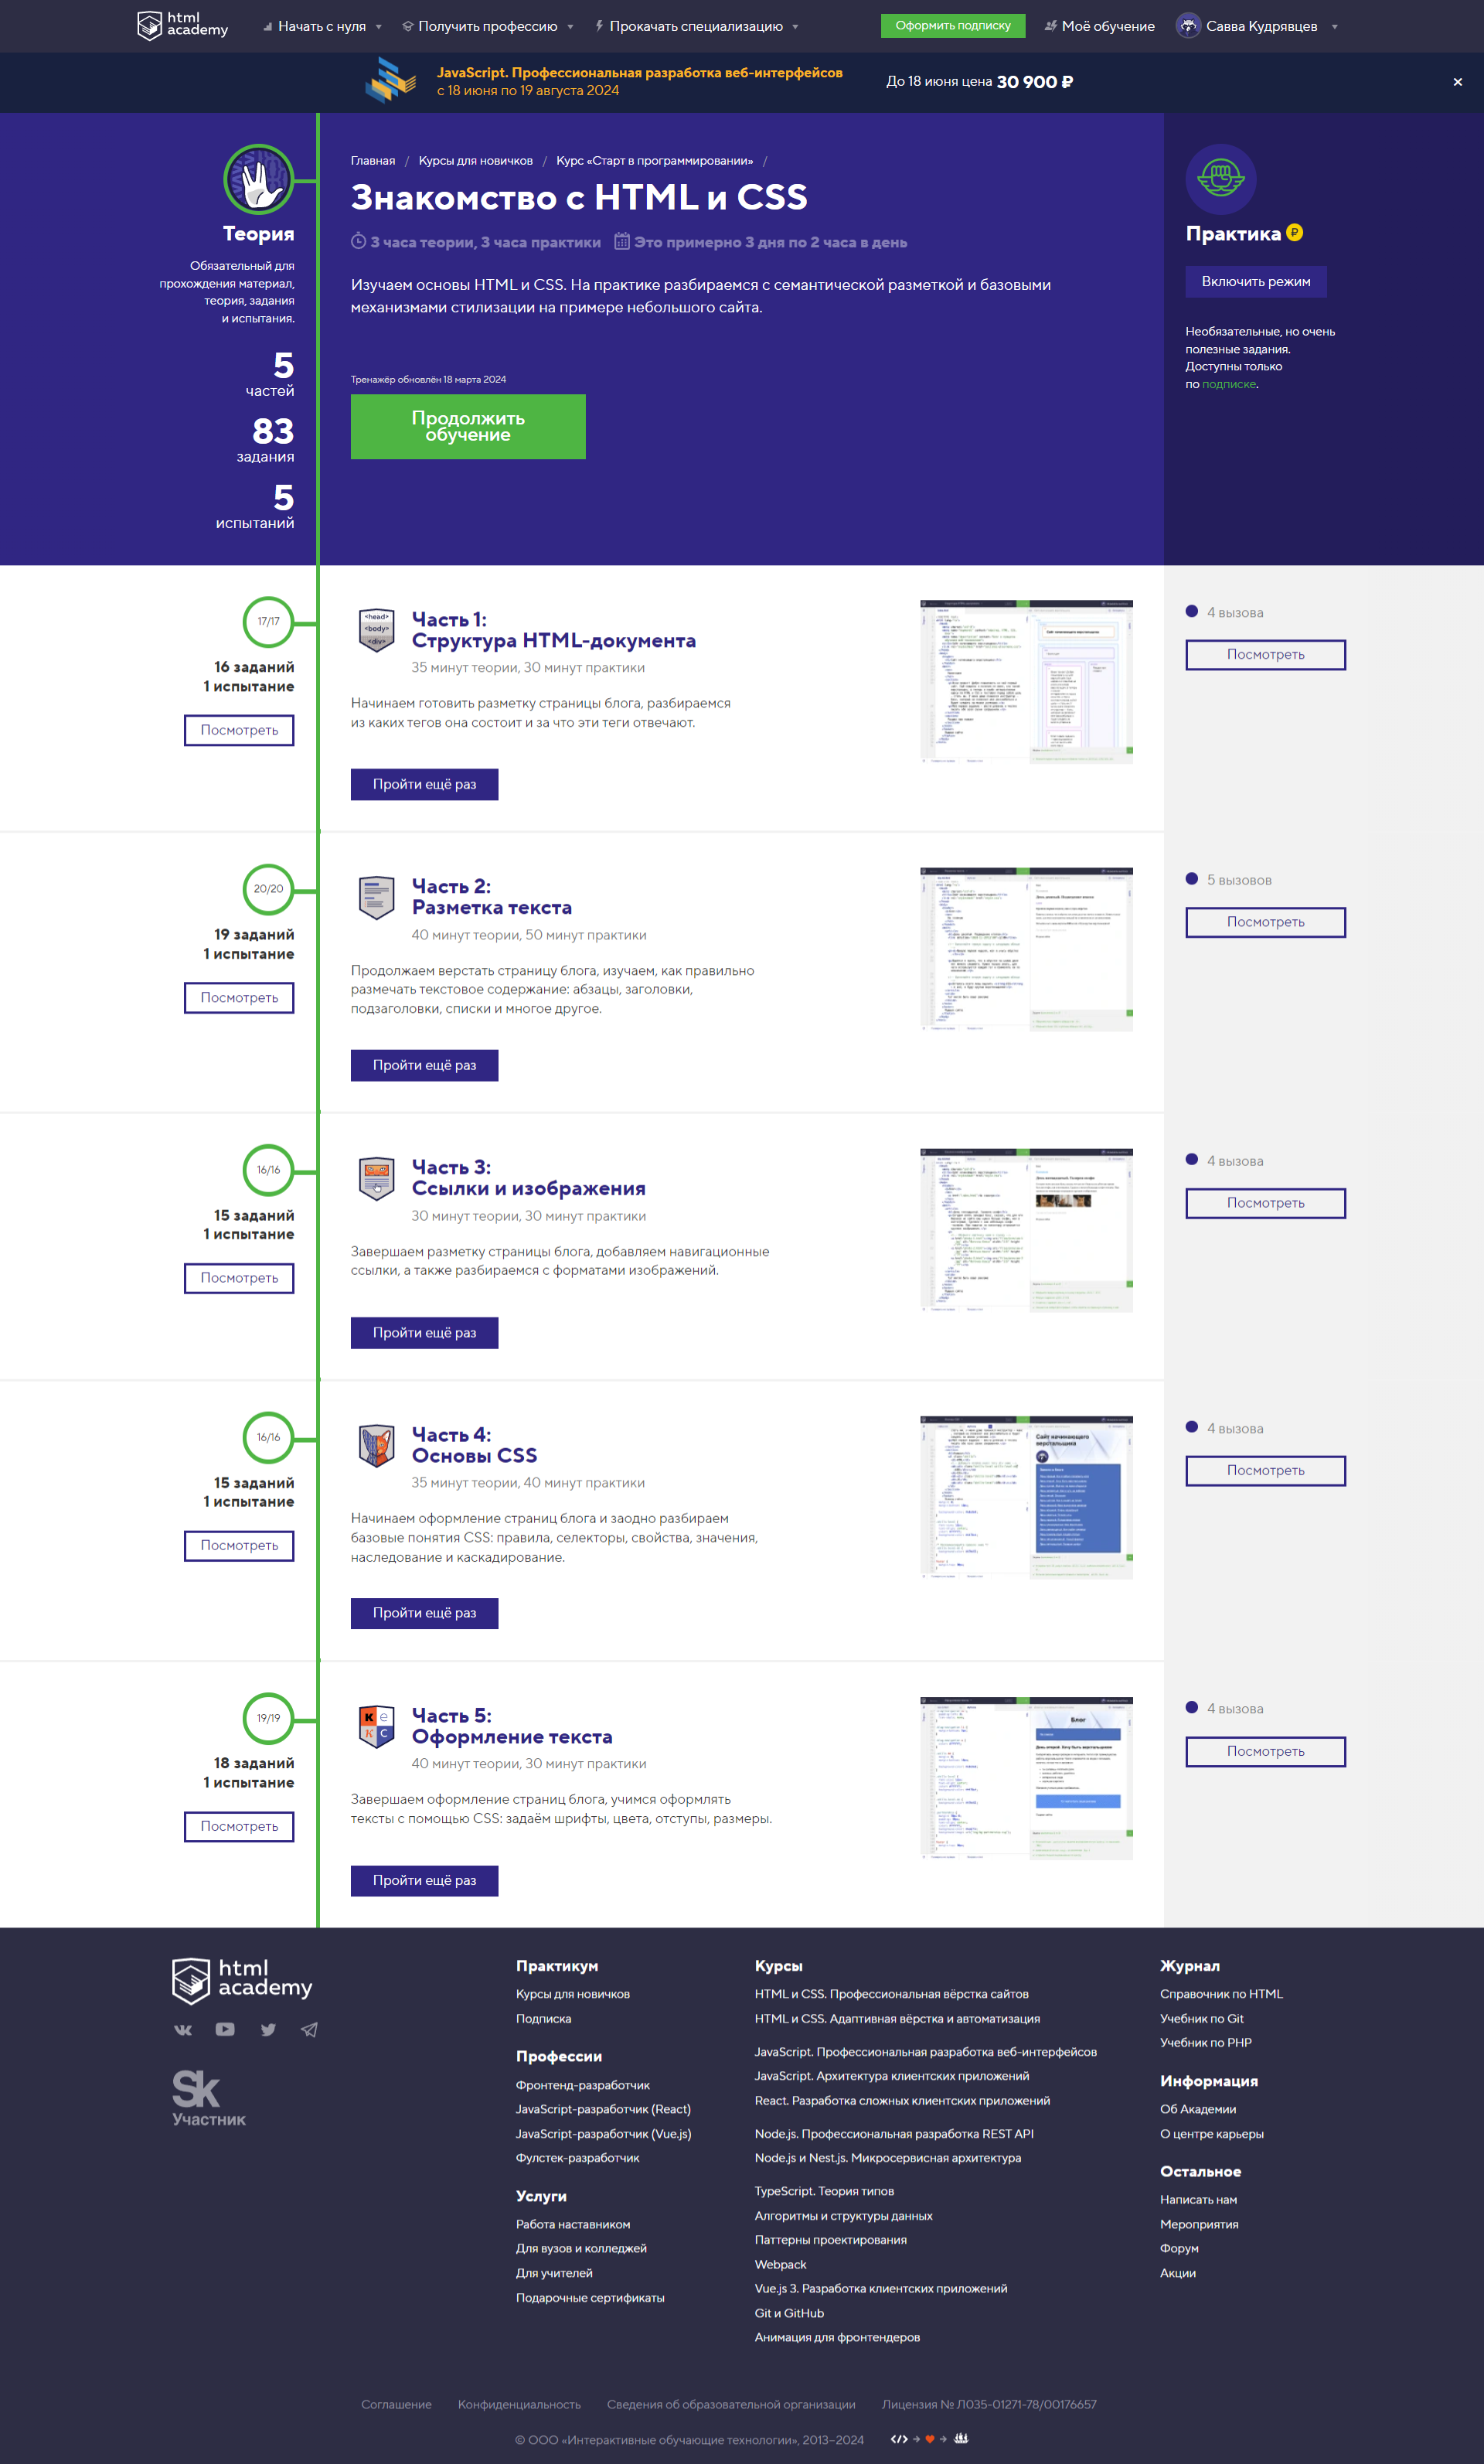 html
academy
Начать с нуля
Получить профессию
Прокачать специализацию
Оформить подписку
Моё обучение
Савва Кудрявцев
JavaScript. Профессиональная разработка веб-интерфейсов
с 18 июня по 19 августа 2024
До 18 июня цена 30 900 ₽
×
Теория
Обязательный для
прохождения материал,
теория, задания
и испытания.
5
частей
83
задания
5
испытаний
Главная / Курсы для новичков / Курс «Старт в программировании» /
Знакомство с HTML и CSS
3 часа теории, 3 часа практики Это примерно 3 дня по 2 часа в день
Изучаем основы HTML и CSS. На практике разбираемся с семантической разметкой и базовыми
механизмами стилизации на примере небольшого сайта.
Тренажёр обновлён 18 марта 2024
Продолжить
обучение
Практика ₽
Включить режим
Необязательные, но очень
полезные задания.
Доступны только
по подписке.
17/17
16 заданий
1 испытание
Посмотреть
<head>
<body>
<div>
Часть 1:
Структура HTML-документа
35 минут теории, 30 минут практики
Начинаем готовить разметку страницы блога, разбираемся
из каких тегов она состоит и за что эти теги отвечают.
Пройти ещё раз
4 вызова
Посмотреть
20/20
19 заданий
1 испытание
Посмотреть
Часть 2:
Разметка текста
40 минут теории, 50 минут практики
Продолжаем верстать страницу блога, изучаем, как правильно
размечать текстовое содержание: абзацы, заголовки,
подзаголовки, списки и многое другое.
Пройти ещё раз
5 вызовов
Посмотреть
16/16
15 заданий
1 испытание
Посмотреть
Часть 3:
Ссылки и изображения
30 минут теории, 30 минут практики
Завершаем разметку страницы блога, добавляем навигационные
ссылки, а также разбираемся с форматами изображений.
Пройти ещё раз
4 вызова
Посмотреть
16/16
15 заданий
1 испытание
Посмотреть
Часть 4:
Основы CSS
35 минут теории, 40 минут практики
Начинаем оформление страниц блога и заодно разбираем
базовые понятия CSS: правила, селекторы, свойства, значения,
наследование и каскадирование.
Пройти ещё раз
Сайт начинающего
верстальщика
4 вызова
Посмотреть
19/19
18 заданий
1 испытание
Посмотреть
К е
К С
Часть 5:
Оформление текста
40 минут теории, 30 минут практики
Завершаем оформление страниц блога, учимся оформлять
тексты с помощью CSS: задаём шрифты, цвета, отступы, размеры.
Пройти ещё раз
Блог
4 вызова
Посмотреть
html
academy
Sk
Участник
Практикум
Курсы для новичков
Подписка
Профессии
Фронтенд-разработчик
JavaScript-разработчик (React)
JavaScript-разработчик (Vue.js)
Фулстек-разработчик
Услуги
Работа наставником
Для вузов и колледжей
Для учителей
Подарочные сертификаты
Курсы
HTML и CSS. Профессиональная вёрстка сайтов
HTML и CSS. Адаптивная вёрстка и автоматизация
JavaScript. Профессиональная разработка веб-интерфейсов
JavaScript. Архитектура клиентских приложений
React. Разработка сложных клиентских приложений
Node.js. Профессиональная разработка REST API
Node.js и Nest.js. Микросервисная архитектура
TypeScript. Теория типов
Алгоритмы и структуры данных
Паттерны проектирования
Webpack
Vue.js 3. Разработка клиентских приложений
Git и GitHub
Анимация для фронтендеров
Журнал
Справочник по HTML
Учебник по Git
Учебник по PHP
Информация
Об Академии
О центре карьеры
Остальное
Написать нам
Мероприятия
Форум
Акции
Соглашение Конфиденциальность Сведения об образовательной организации Лицензия № Л035-01271-78/00176657
© ООО «Интерактивные обучающие технологии», 2013–2024